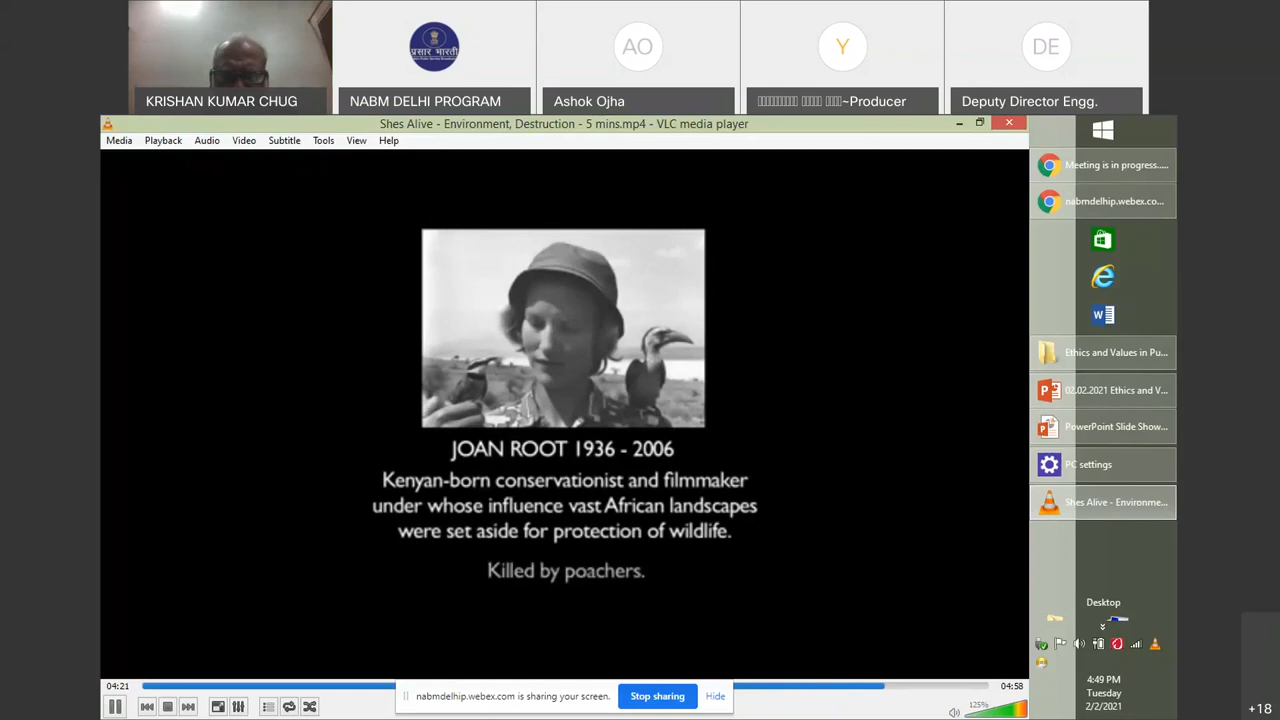 AO
Y
DE
प्रसार भारती
KRISHAN KUMAR CHUG
NABM DELHI PROGRAM
Ashok Ojha
~Producer
Deputy Director Engg.
Shes Alive - Environment, Destruction - 5 mins.mp4 - VLC media player
Media Playback Audio Video Subtitle Tools View Help
Meeting is in progress.....
nabmdelhip.webex.co...
Ethics and Values in Pu...
02.02.2021 Ethics and V...
PowerPoint Slide Show...
PC settings
Shes Alive - Environme...
JOAN ROOT 1936 - 2006
Kenyan-born conservationist and filmmaker
under whose influence vast African landscapes
were set aside for protection of wildlife.
Killed by poachers.
Desktop
04:21
04:58
nabmdelhip.webex.com is sharing your screen.
Stop sharing
Hide
125%
4:49 PM
Tuesday
2/2/2021
+18